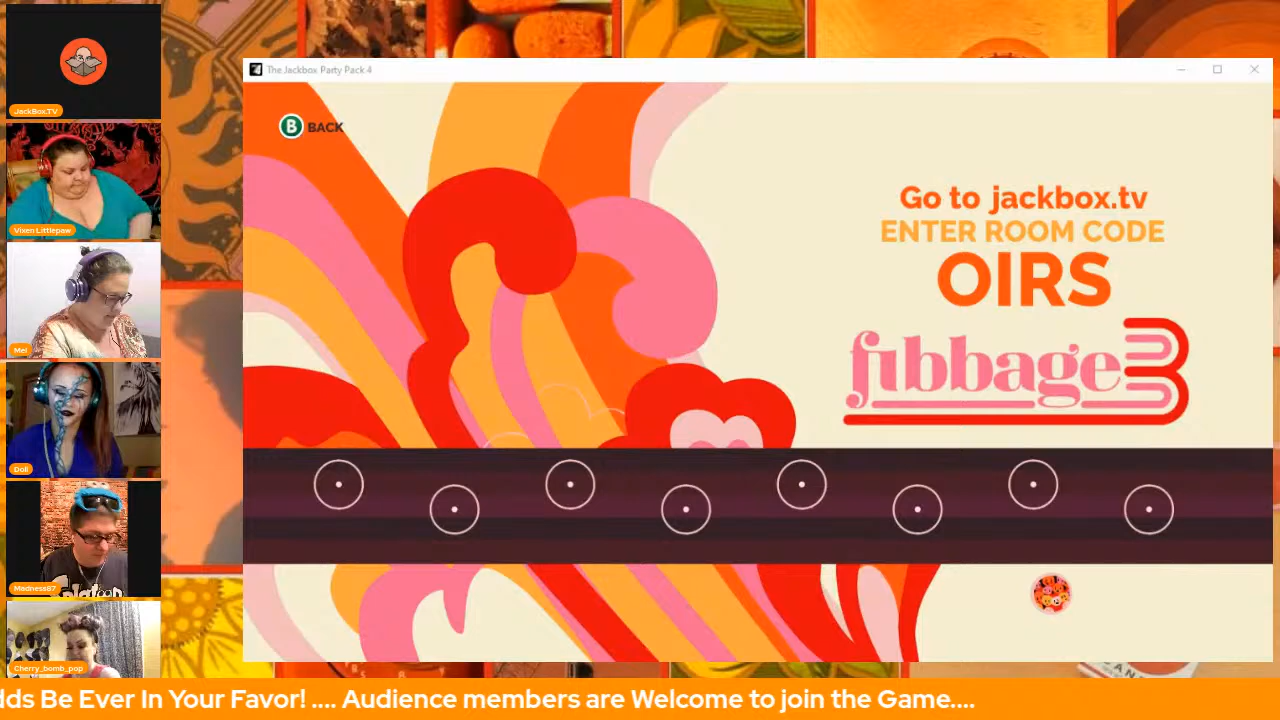 JackBox.TV
Vixen Littlepaw
Mel
Doll
Madness87
Cherry_bomb_pop
The Jackbox Party Pack 4
B BACK
Go to jackbox.tv
ENTER ROOM CODE
OIRS
fibbage 3
dds Be Ever In Your Favor! .... Audience members are Welcome to join the Game....